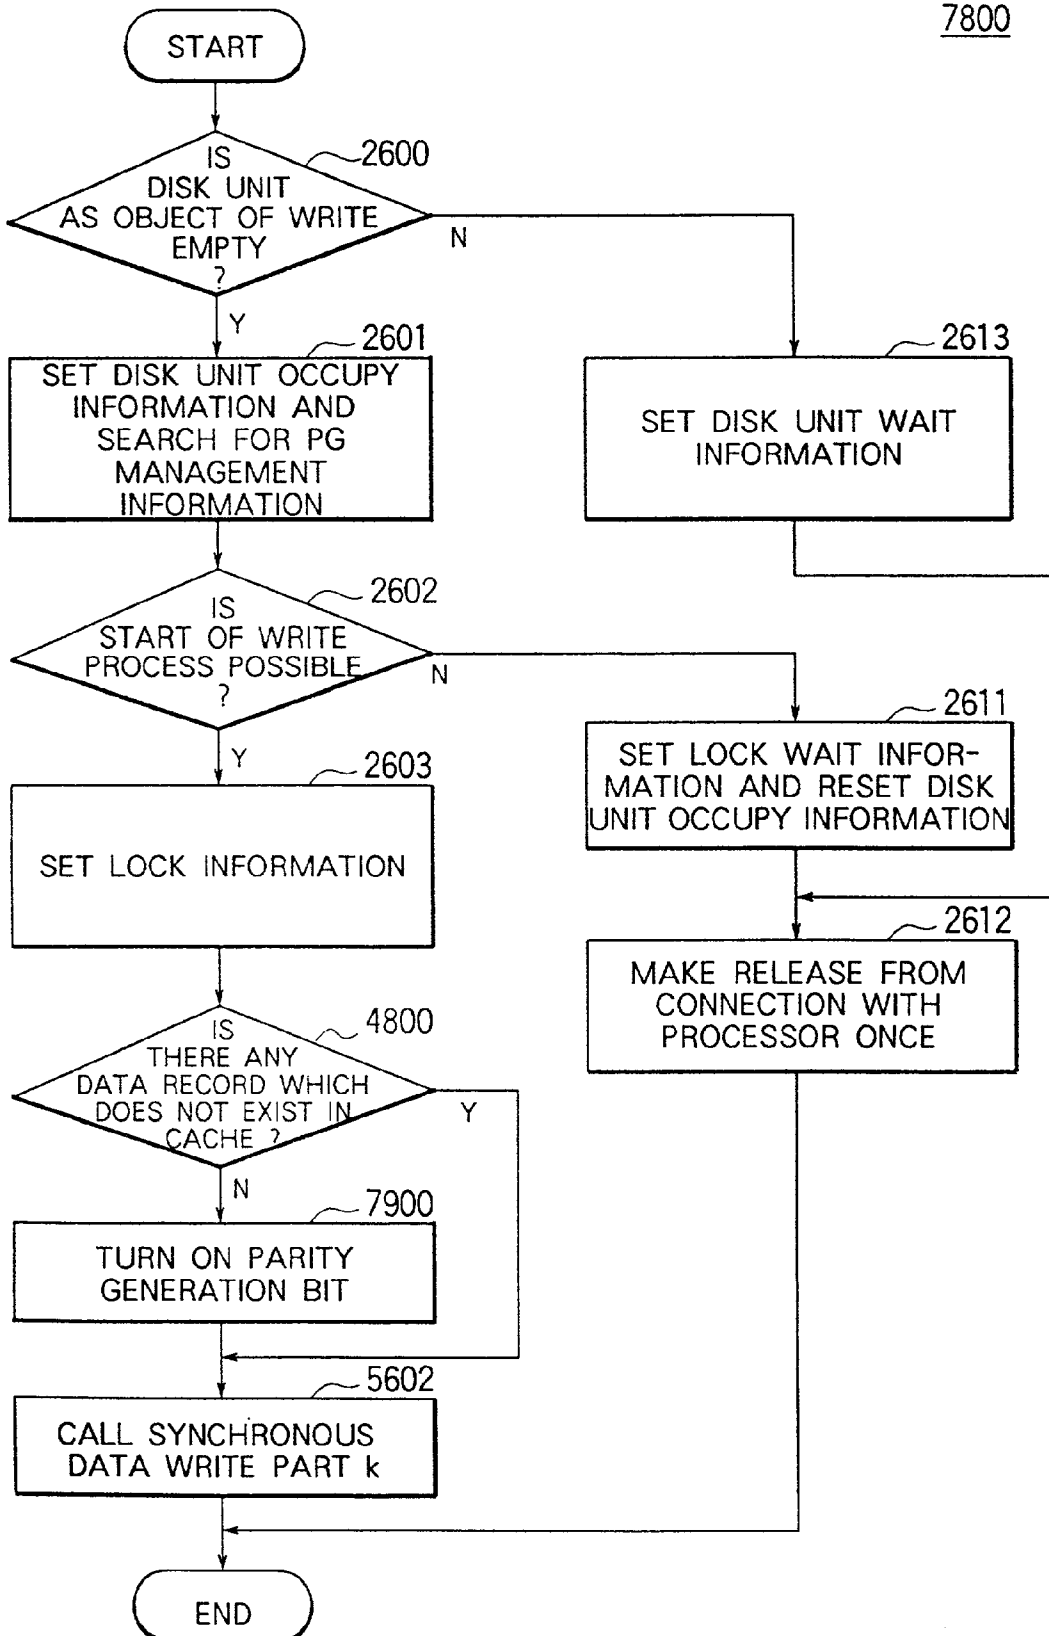 7800
START
2600
IS
DISK UNIT
AS OBJECT OF WRITE
EMPTY
?
N
Y
2601
SET DISK UNIT OCCUPY
INFORMATION AND
SEARCH FOR PG
MANAGEMENT
INFORMATION
2613
SET DISK UNIT WAIT
INFORMATION
2602
IS
START OF WRITE
PROCESS POSSIBLE
?
N
Y
2611
SET LOCK WAIT INFOR-
MATION AND RESET DISK
UNIT OCCUPY INFORMATION
2603
SET LOCK INFORMATION
2612
MAKE RELEASE FROM
CONNECTION WITH
PROCESSOR ONCE
4800
IS
THERE ANY
DATA RECORD WHICH
DOES NOT EXIST IN
CACHE ?
Y
N
7900
TURN ON PARITY
GENERATION BIT
5602
CALL SYNCHRONOUS
DATA WRITE PART k
END